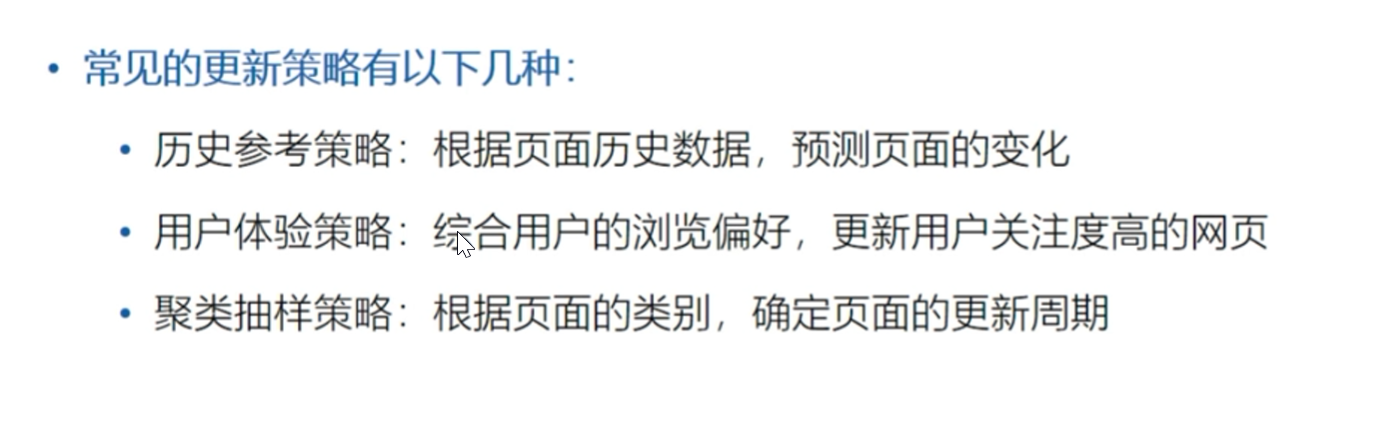 • 常见的更新策略有以下几种：
• 历史参考策略：根据页面历史数据，预测页面的变化
• 用户体验策略：综合用户的浏览偏好，更新用户关注度高的网页
• 聚类抽样策略：根据页面的类别，确定页面的更新周期